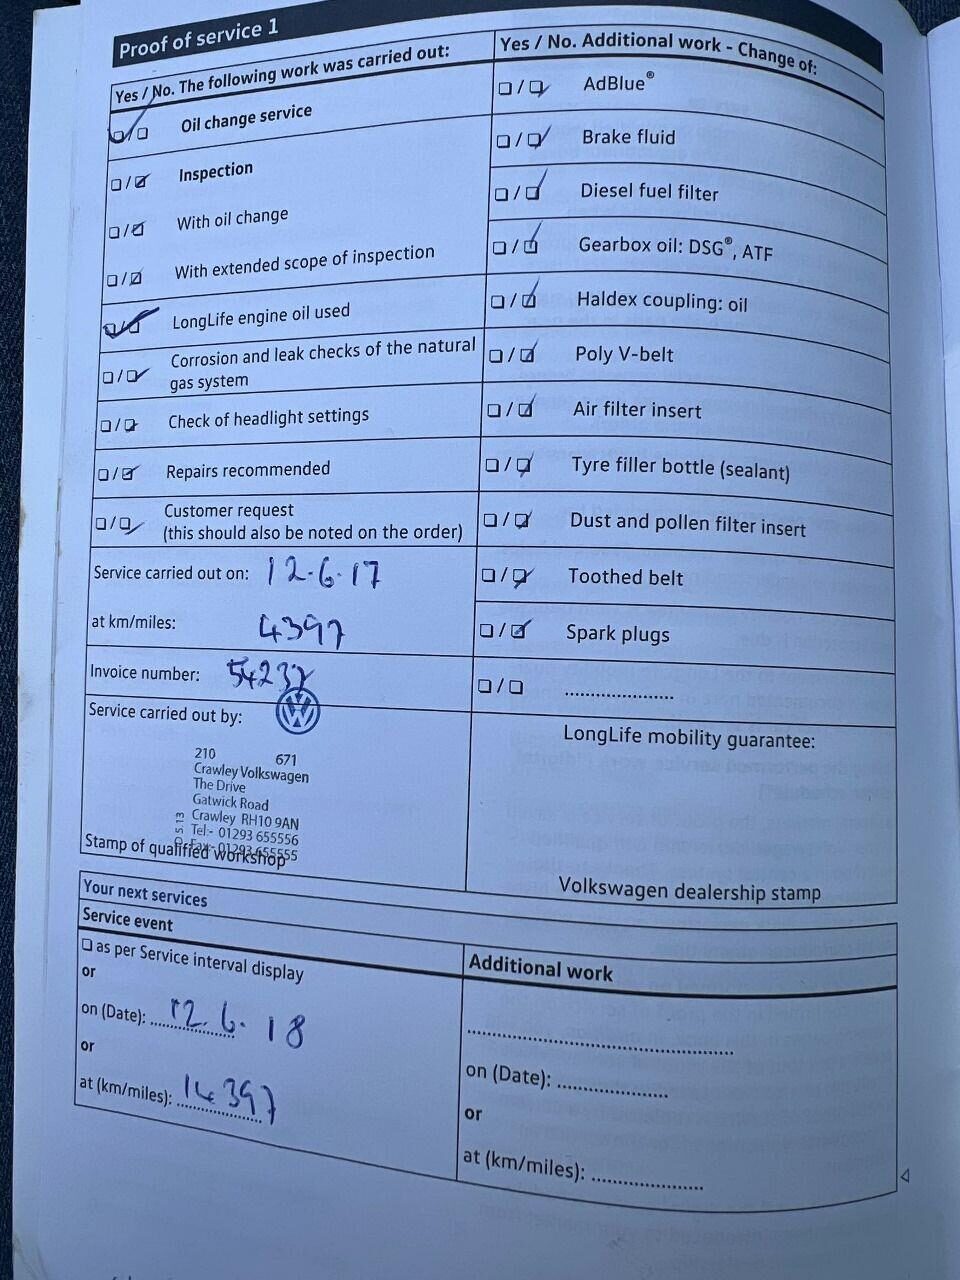 Proof of service 1
Yes / No. The following work was carried out:
☑/☐ Oil change service
☐/☑ Inspection
☐/☑ With oil change
☐/☑ With extended scope of inspection
☑/☐ LongLife engine oil used
☐/☑ Corrosion and leak checks of the natural
gas system
☐/☑ Check of headlight settings
☐/☑ Repairs recommended
☐/☑ Customer request
(this should also be noted on the order)
Service carried out on: 12.6.17
at km/miles: 4397
Invoice number: 54237
Service carried out by:
210 671
Crawley Volkswagen
The Drive
Gatwick Road
Crawley RH10 9AN
Tel:- 01293 655556
Fax:- 01293 655555
Stamp of qualified workshop
Yes / No. Additional work - Change of:
☐/☑ AdBlue®
☐/☑ Brake fluid
☐/☑ Diesel fuel filter
☐/☑ Gearbox oil: DSG®, ATF
☐/☑ Haldex coupling: oil
☐/☑ Poly V-belt
☐/☑ Air filter insert
☐/☑ Tyre filler bottle (sealant)
☐/☑ Dust and pollen filter insert
☐/☑ Toothed belt
☐/☑ Spark plugs
☐/☐ ....................
LongLife mobility guarantee:
Volkswagen dealership stamp
Your next services
Service event
☐ as per Service interval display
or
on (Date): 12.6.18
or
at (km/miles): 14397
Additional work
................................................
on (Date): ....................
or
at (km/miles): ....................